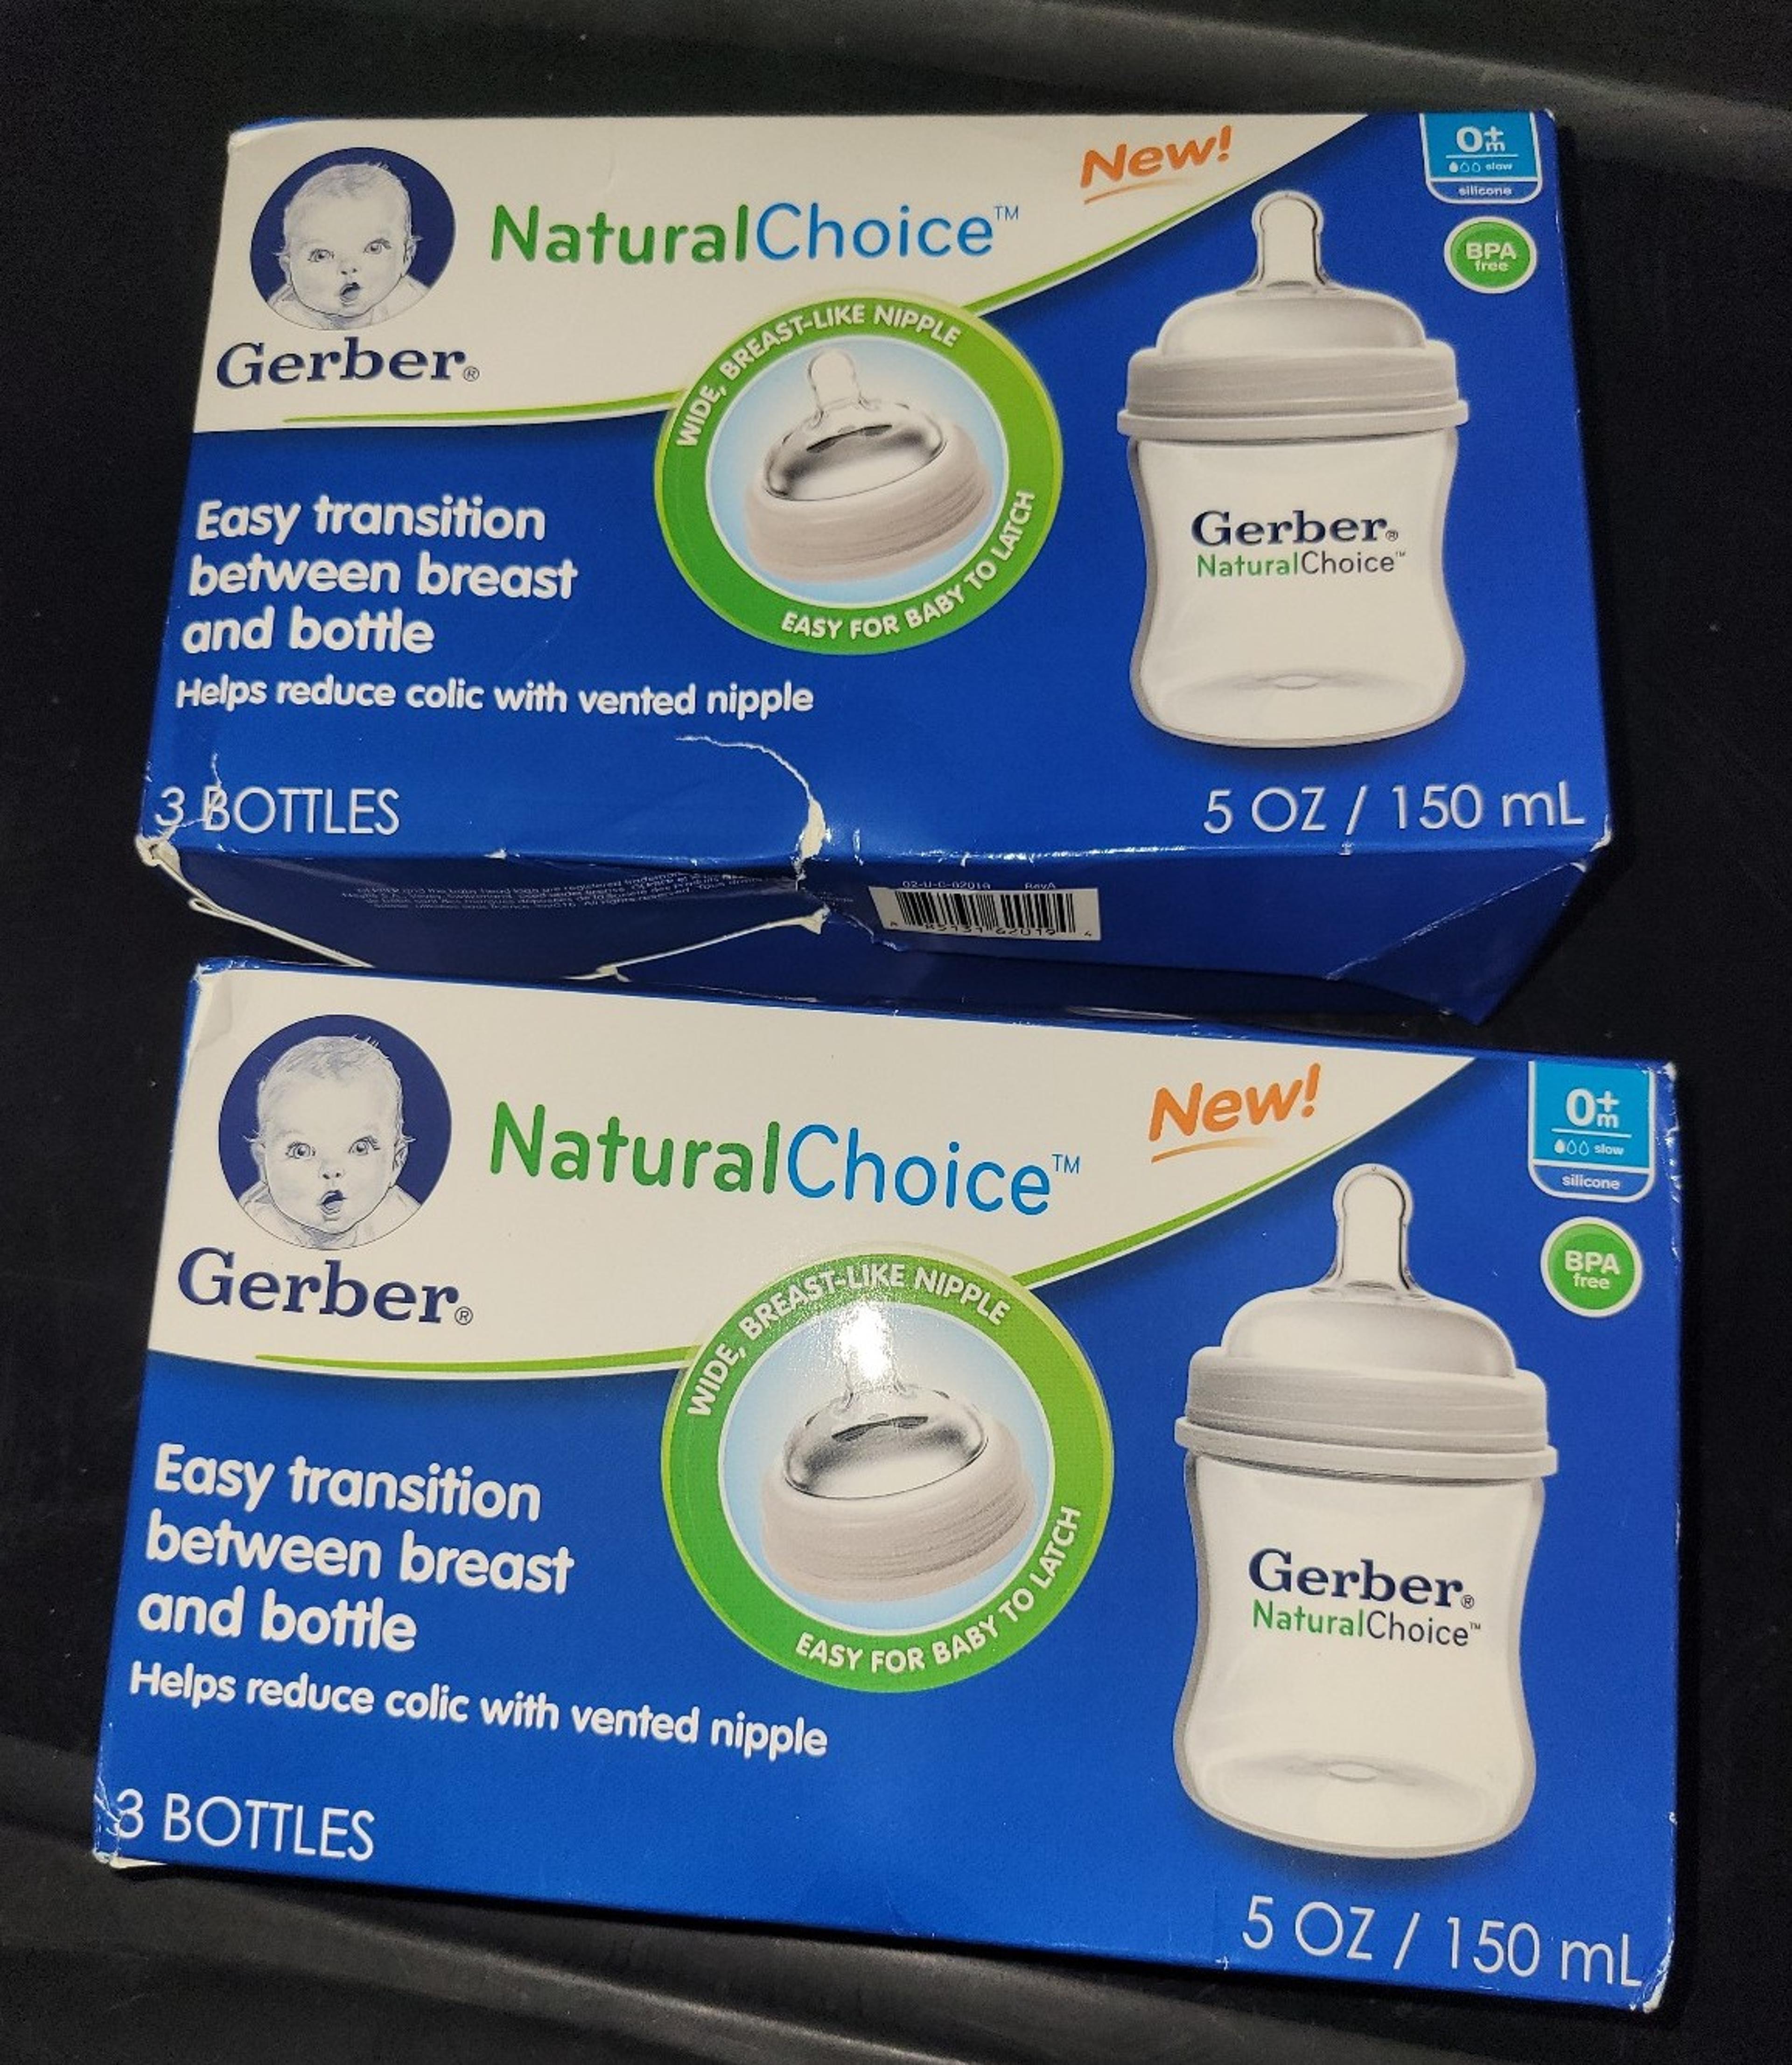 New!
0+
m
slow
silicone
NaturalChoice™
BPA
free
WIDE, BREAST-LIKE NIPPLE
EASY FOR BABY TO LATCH
Gerber®
Gerber®
NaturalChoice™
Easy transition
between breast
and bottle
Helps reduce colic with vented nipple
3 BOTTLES
5 OZ / 150 mL
02-U-C-62019 RevA
New!
0+
m
slow
silicone
NaturalChoice™
BPA
free
WIDE, BREAST-LIKE NIPPLE
EASY FOR BABY TO LATCH
Gerber®
Easy transition
between breast
and bottle
Gerber®
NaturalChoice™
Helps reduce colic with vented nipple
3 BOTTLES
5 OZ / 150 mL